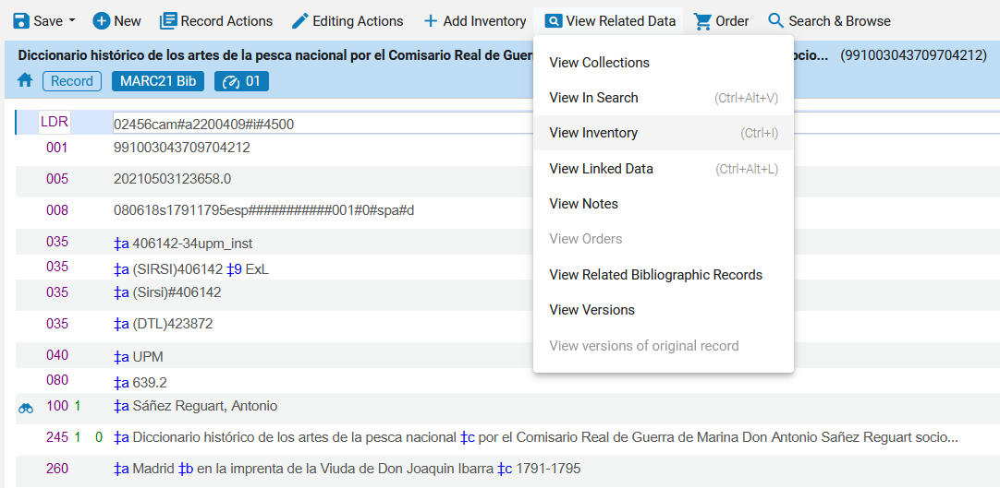 Save New Record Actions Editing Actions Add Inventory View Related Data Order Search & Browse
Diccionario histórico de los artes de la pesca nacional por el Comisario Real de Guer ocio... (991003043709704212)
Record MARC21 Bib 01
View Collections
View In Search (Ctrl+Alt+V)
View Inventory (Ctrl+I)
View Linked Data (Ctrl+Alt+L)
View Notes
View Orders
View Related Bibliographic Records
View Versions
View versions of original record
LDR 02456cam#a2200409#i#4500
001 991003043709704212
005 20210503123658.0
008 080618s17911795esp###########001#0#spa#d
035 ‡a 406142-34upm_inst
035 ‡a (SIRSI)406142 ‡9 ExL
035 ‡a (Sirsi)#406142
035 ‡a (DTL)423872
040 ‡a UPM
080 ‡a 639.2
100 1 ‡a Sáñez Reguart, Antonio
245 1 0 ‡a Diccionario histórico de los artes de la pesca nacional ‡c por el Comisario Real de Guerra de Marina Don Antonio Sañez Reguart socio...
260 ‡a Madrid ‡b en la imprenta de la Viuda de Don Joaquin Ibarra ‡c 1791-1795